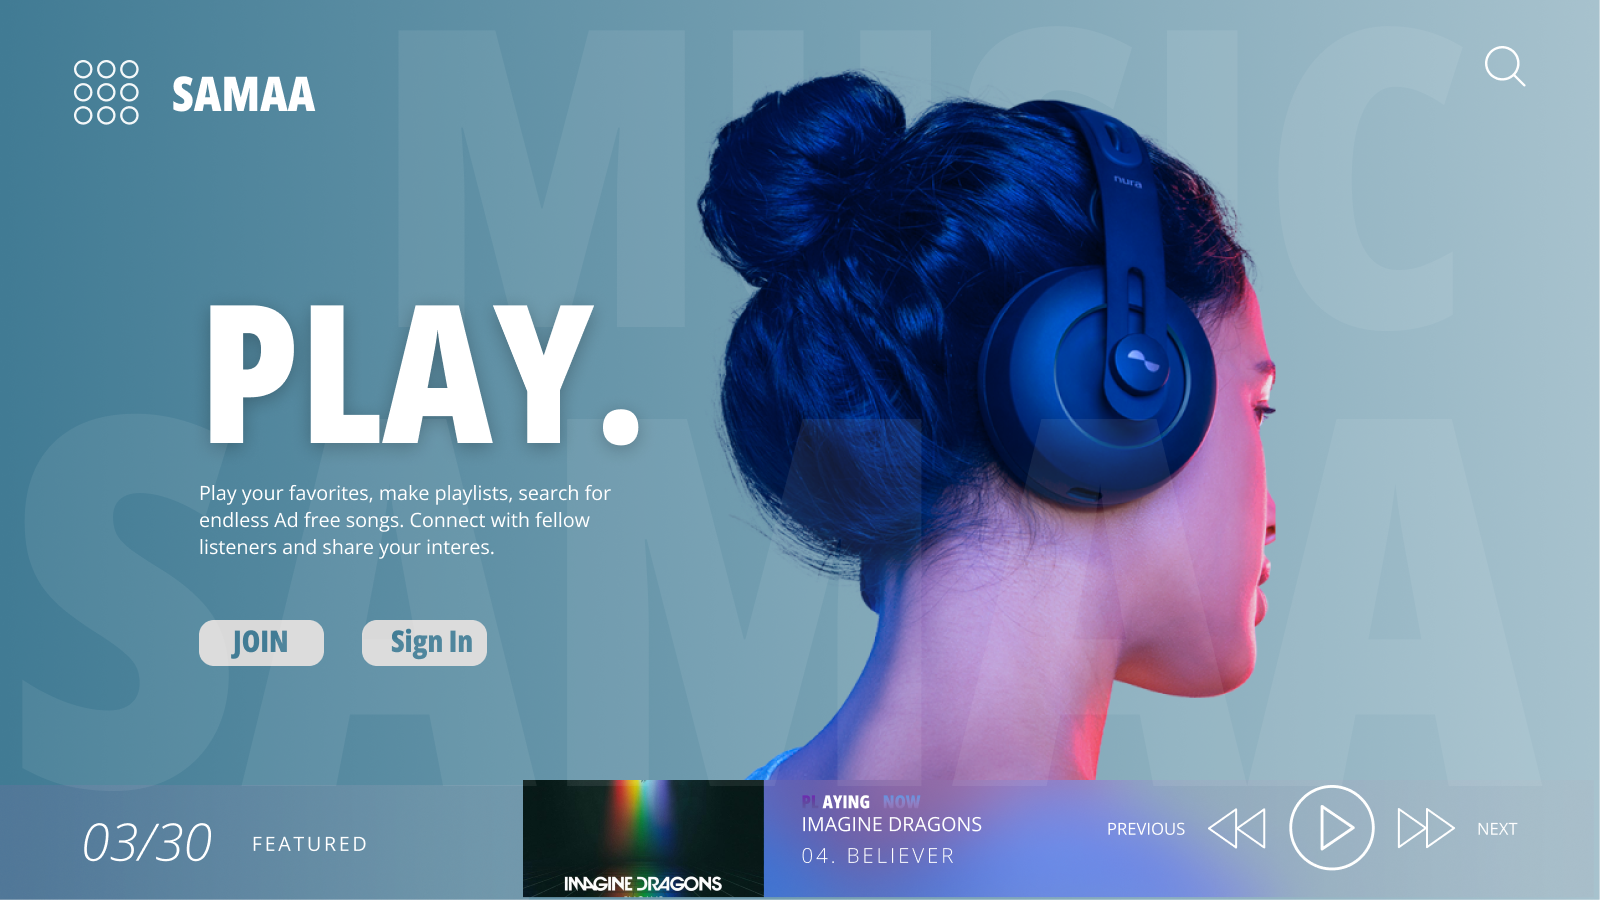 MUSIC
SAMAA
nura
PLAY.
SAMAA
Play your favorites, make playlists, search for
endless Ad free songs. Connect with fellow
listeners and share your interes.
JOIN
Sign In
03/30
FEATURED
IMAGINE DRAGONS
PLAYING NOW
IMAGINE DRAGONS
04. BELIEVER
PREVIOUS
NEXT